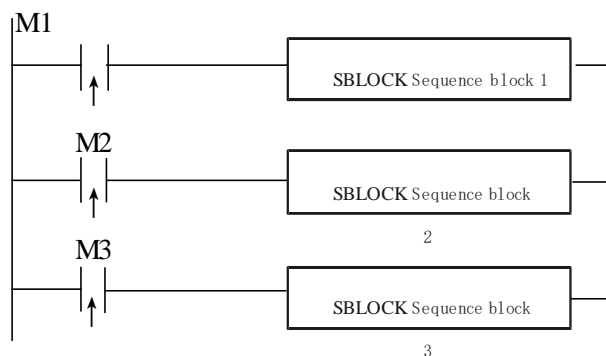 M1
SBLOCK Sequence block 1
M2
SBLOCK Sequence block
2
M3
SBLOCK Sequence block
3